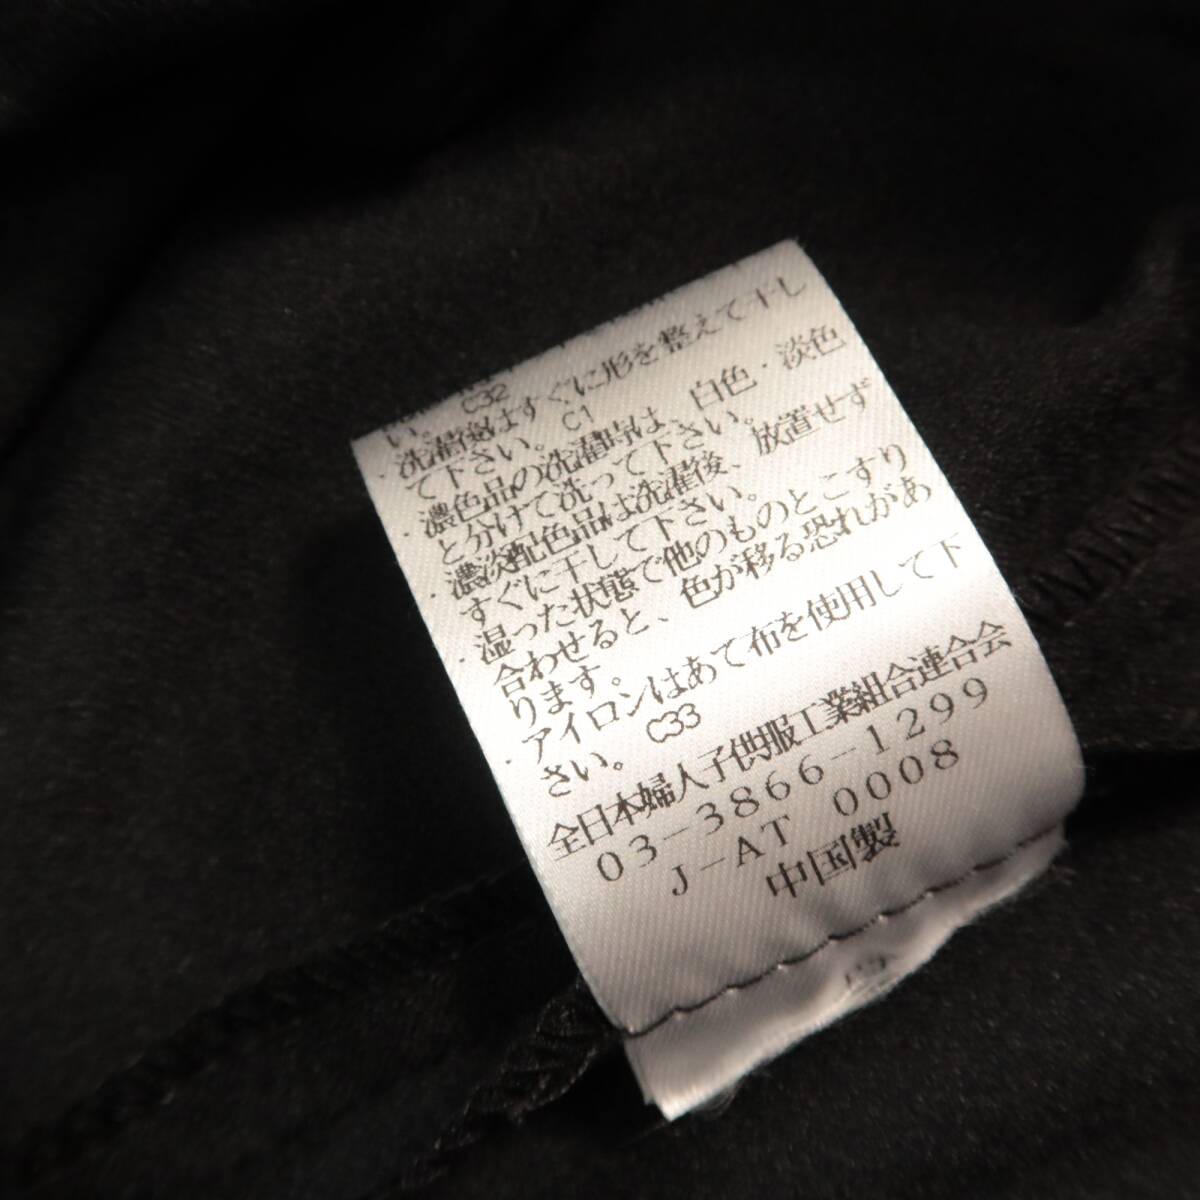 い。 C32
・洗濯後はすぐに形を整えて干し
て下さい。 C1
・濃色品の洗濯時は、白色・淡色
と分けて洗って下さい。
・濃淡配色品は洗濯後、放置せず
すぐに干して下さい。
・湿った状態で他のものとこすり
合わせると、色が移る恐れがあ
ります。
・アイロンはあて布を使用して下
さい。 C33
全日本婦人子供服工業組合連合会
03-3866-1299
J-AT 0008
中国製